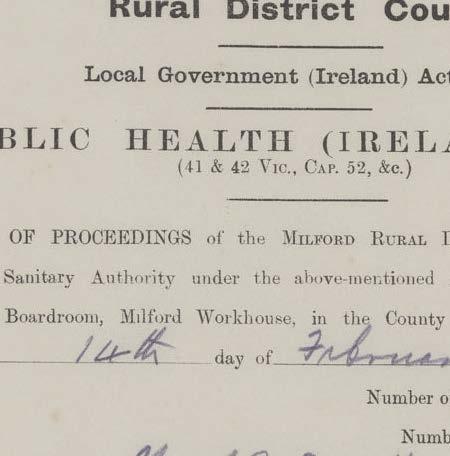 Rural District Cou
Local Government (Ireland) Act
BLIC HEALTH (IRELA
(41 & 42 Vic., Cap. 52, &c.)
OF PROCEEDINGS of the Milford Rural D
Sanitary Authority under the above-mentioned
Boardroom, Milford Workhouse, in the County
14th day of Februar
Number o
Numb